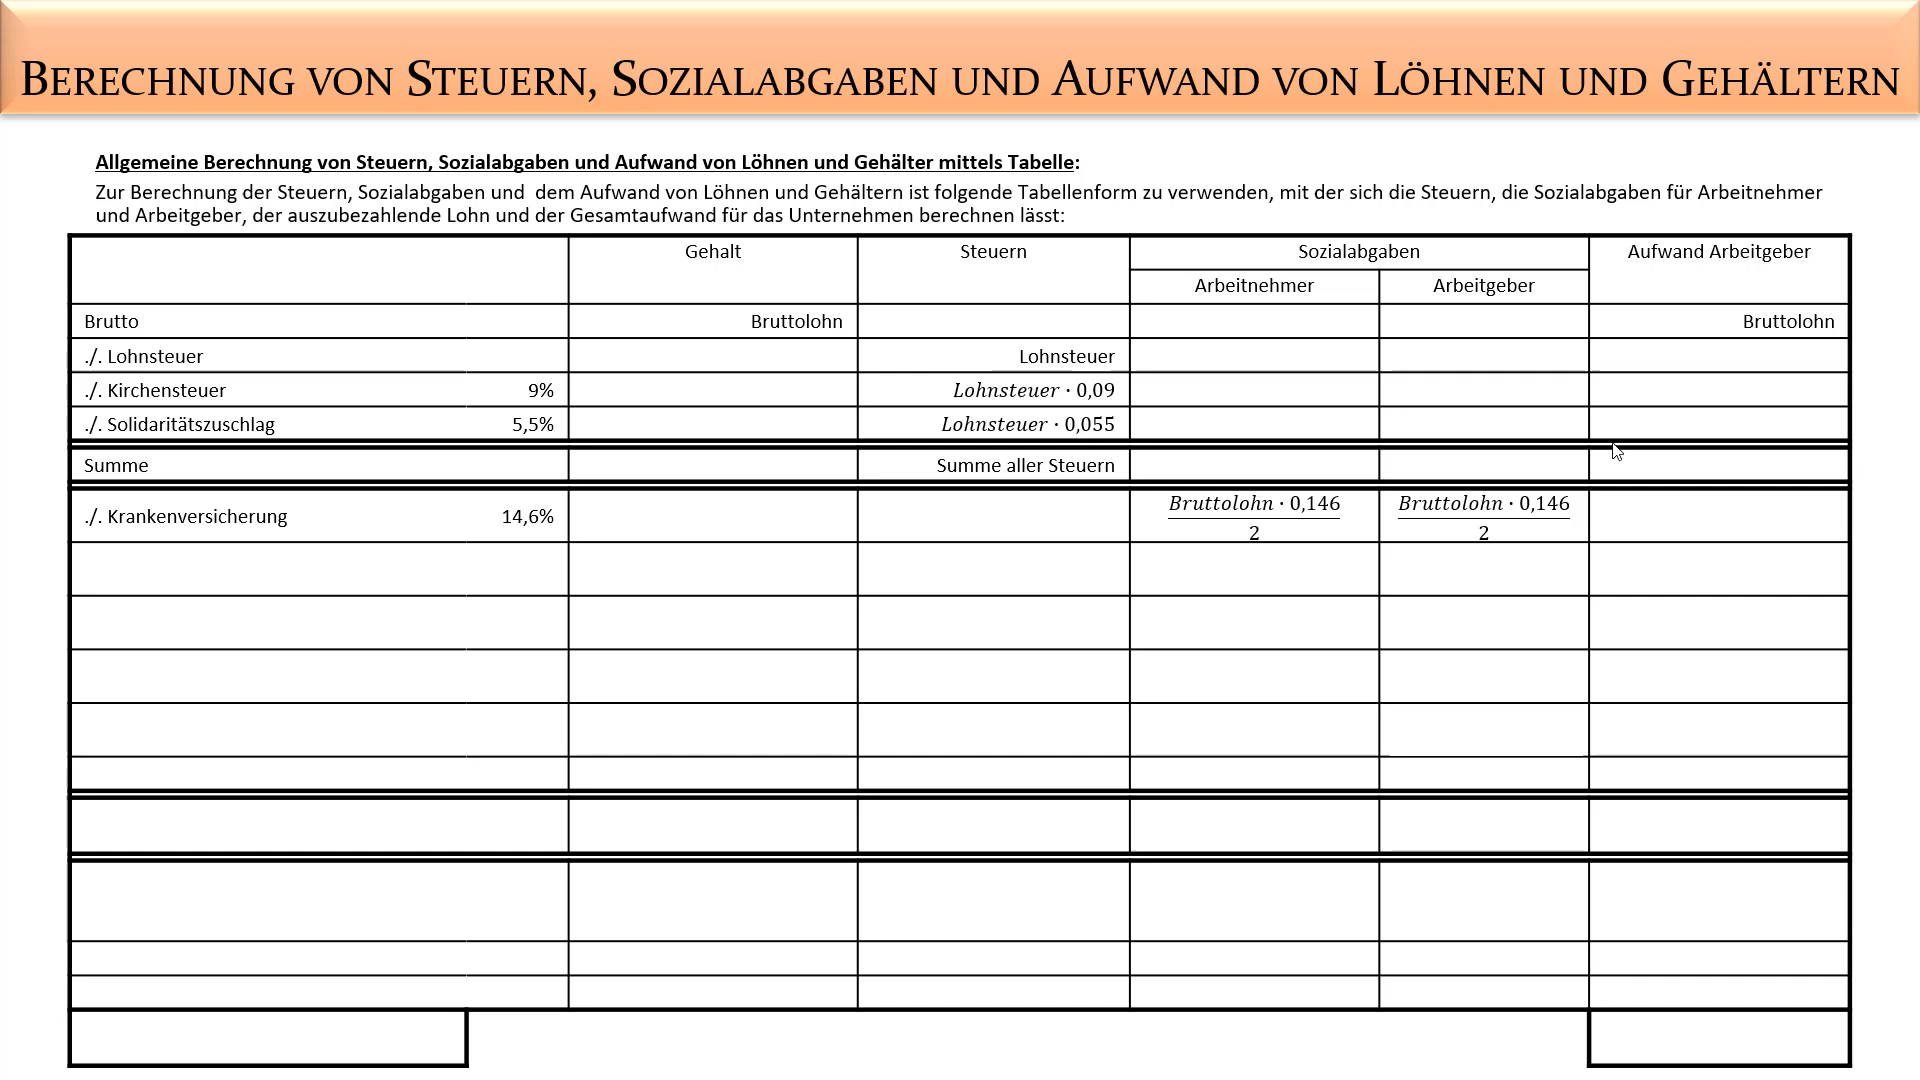 BERECHNUNG VON STEUERN, SOZIALABGABEN UND AUFWAND VON LÖHNEN UND GEHÄLTERN
Allgemeine Berechnung von Steuern, Sozialabgaben und Aufwand von Löhnen und Gehälter mittels Tabelle:
Zur Berechnung der Steuern, Sozialabgaben und dem Aufwand von Löhnen und Gehältern ist folgende Tabellenform zu verwenden, mit der sich die Steuern, die Sozialabgaben für Arbeitnehmer
und Arbeitgeber, der auszubezahlende Lohn und der Gesamtaufwand für das Unternehmen berechnen lässt:
Gehalt Steuern Sozialabgaben Aufwand Arbeitgeber
Arbeitnehmer Arbeitgeber
Brutto Bruttolohn Bruttolohn
./. Lohnsteuer Lohnsteuer
./. Kirchensteuer 9% Lohnsteuer · 0,09
./. Solidaritätszuschlag 5,5% Lohnsteuer · 0,055
Summe Summe aller Steuern
./. Krankenversicherung 14,6% Bruttolohn · 0,146 Bruttolohn · 0,146
2 2